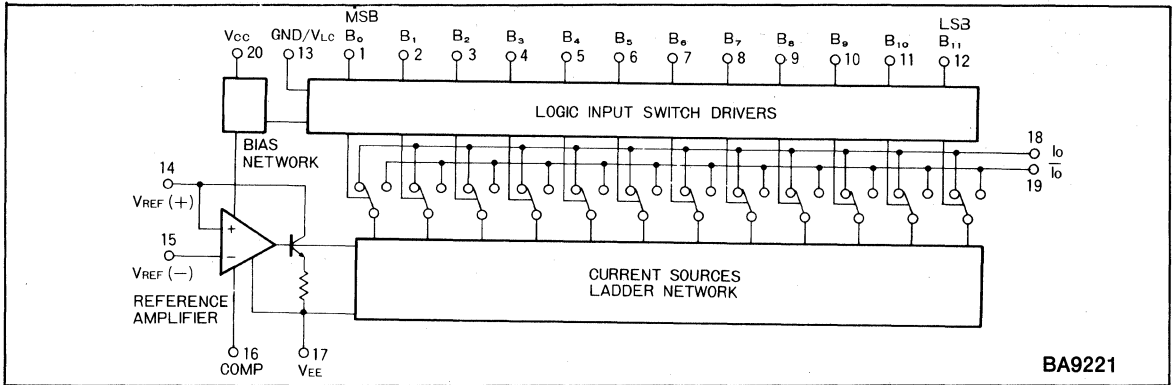 MSB LSB
Vcc GND/VLC B₀ B₁ B₂ B₃ B₄ B₅ B₆ B₇ B₈ B₉ B₁₀ B₁₁
20 13 1 2 3 4 5 6 7 8 9 10 11 12
LOGIC INPUT SWITCH DRIVERS
BIAS
NETWORK
18 Io
I̅o̅
19
14
VREF (+)
15
VREF (−)
+
−
REFERENCE
AMPLIFIER
CURRENT SOURCES
LADDER NETWORK
16 17
COMP VEE
BA9221